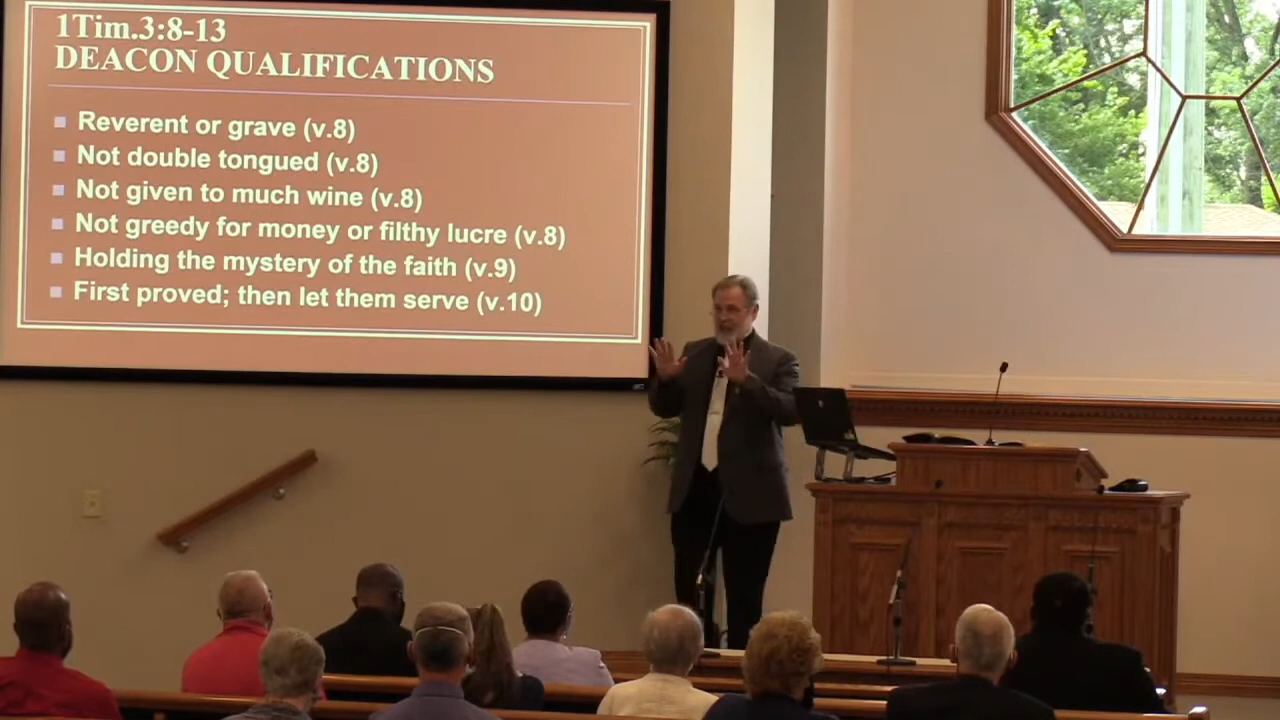 1Tim.3:8-13
DEACON QUALIFICATIONS
Reverent or grave (v.8)
Not double tongued (v.8)
Not given to much wine (v.8)
Not greedy for money or filthy lucre (v.8)
Holding the mystery of the faith (v.9)
First proved; then let them serve (v.10)